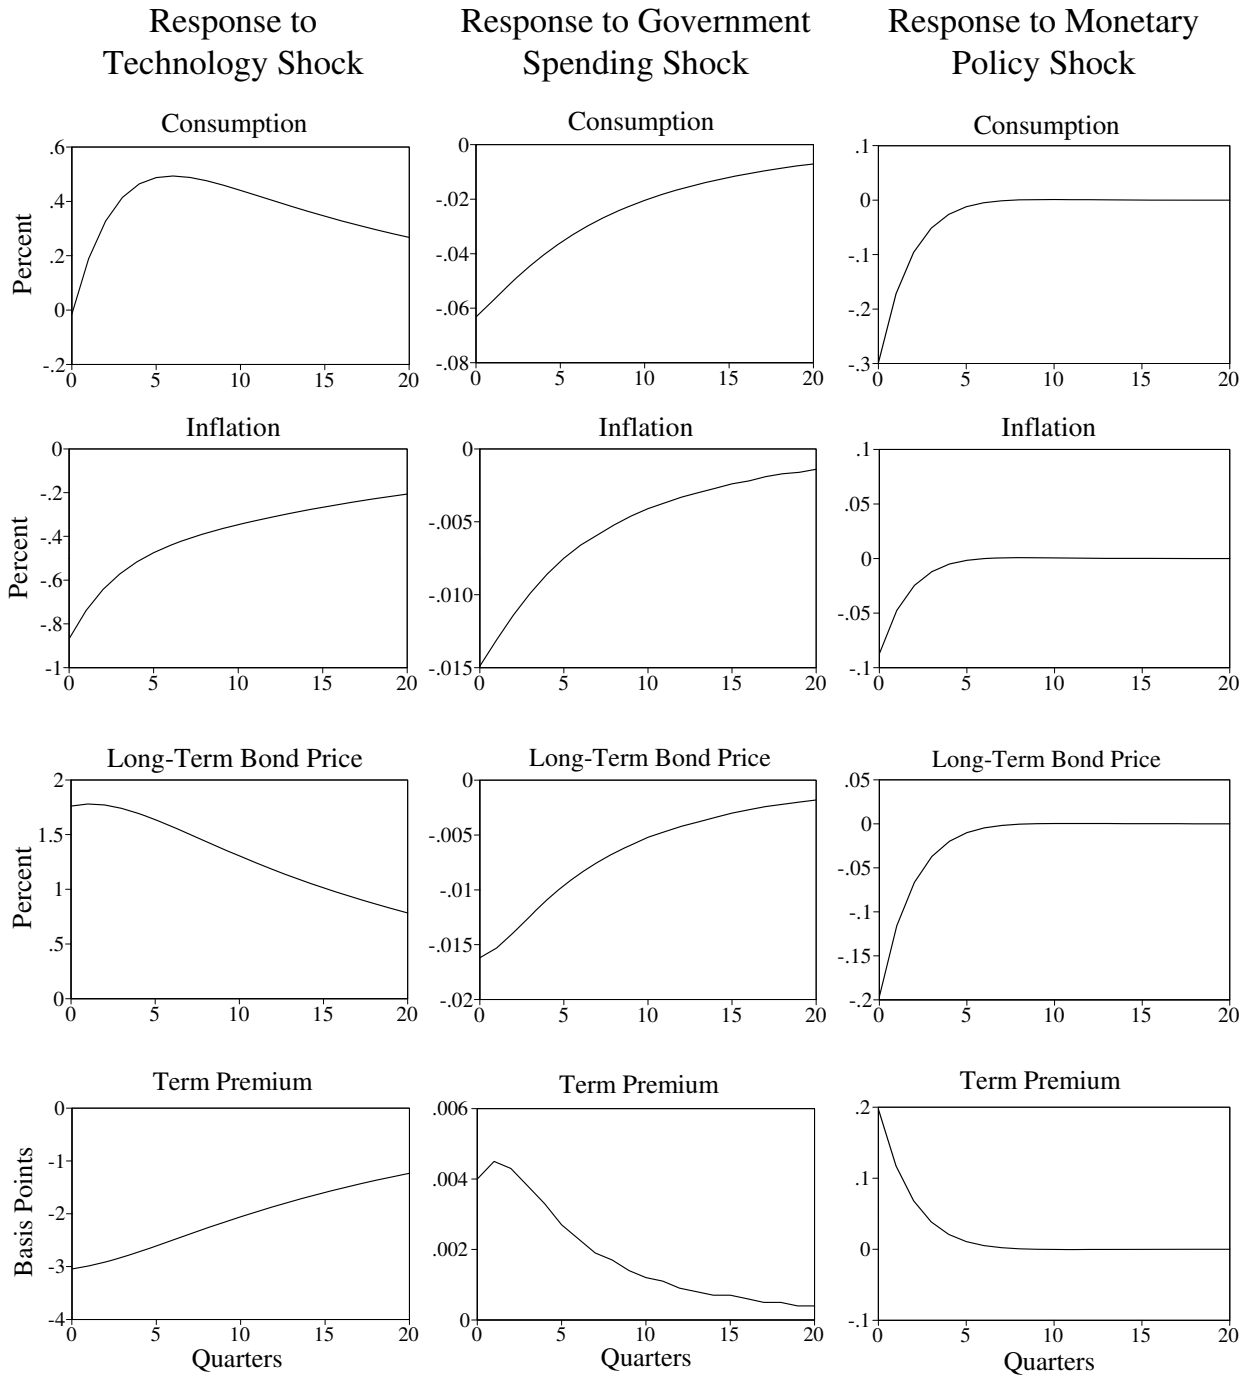 Response to
Technology Shock
Response to Government
Spending Shock
Response to Monetary
Policy Shock
Consumption
Percent
.6
.4
.2
0
-.2
0 5 10 15 20
Consumption
0
-.02
-.04
-.06
-.08
0 5 10 15 20
Consumption
.1
0
-.1
-.2
-.3
0 5 10 15 20
Inflation
Percent
0
-.2
-.4
-.6
-.8
-1
0 5 10 15 20
Inflation
0
-.005
-.010
-.015
0 5 10 15 20
Inflation
.1
.05
0
-.05
-.1
0 5 10 15 20
Long-Term Bond Price
Percent
2
1.5
1
.5
0
0 5 10 15 20
Long-Term Bond Price
0
-.005
-.01
-.015
-.02
0 5 10 15 20
Long-Term Bond Price
.05
0
-.05
-.1
-.15
-.2
0 5 10 15 20
Term Premium
Basis Points
0
-1
-2
-3
-4
0 5 10 15 20
Quarters
Term Premium
.006
.004
.002
0
0 5 10 15 20
Quarters
Term Premium
.2
.1
0
-.1
0 5 10 15 20
Quarters